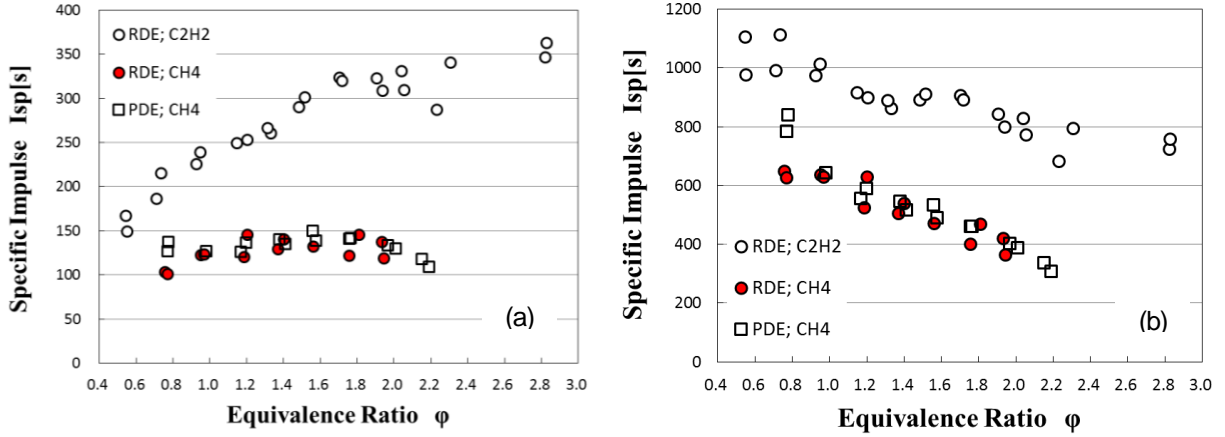 400
350
300
250
200
150
100
50
0
0.4 0.6 0.8 1.0 1.2 1.4 1.6 1.8 2.0 2.2 2.4 2.6 2.8 3.0
Specific Impulse Isp[s]
Equivalence Ratio φ
RDE; C2H2
RDE; CH4
PDE; CH4
(a)
1200
1000
800
600
400
200
0
0.4 0.6 0.8 1.0 1.2 1.4 1.6 1.8 2.0 2.2 2.4 2.6 2.8 3.0
Specific Impulse Isp[s]
Equivalence Ratio φ
RDE; C2H2
RDE; CH4
PDE; CH4
(b)